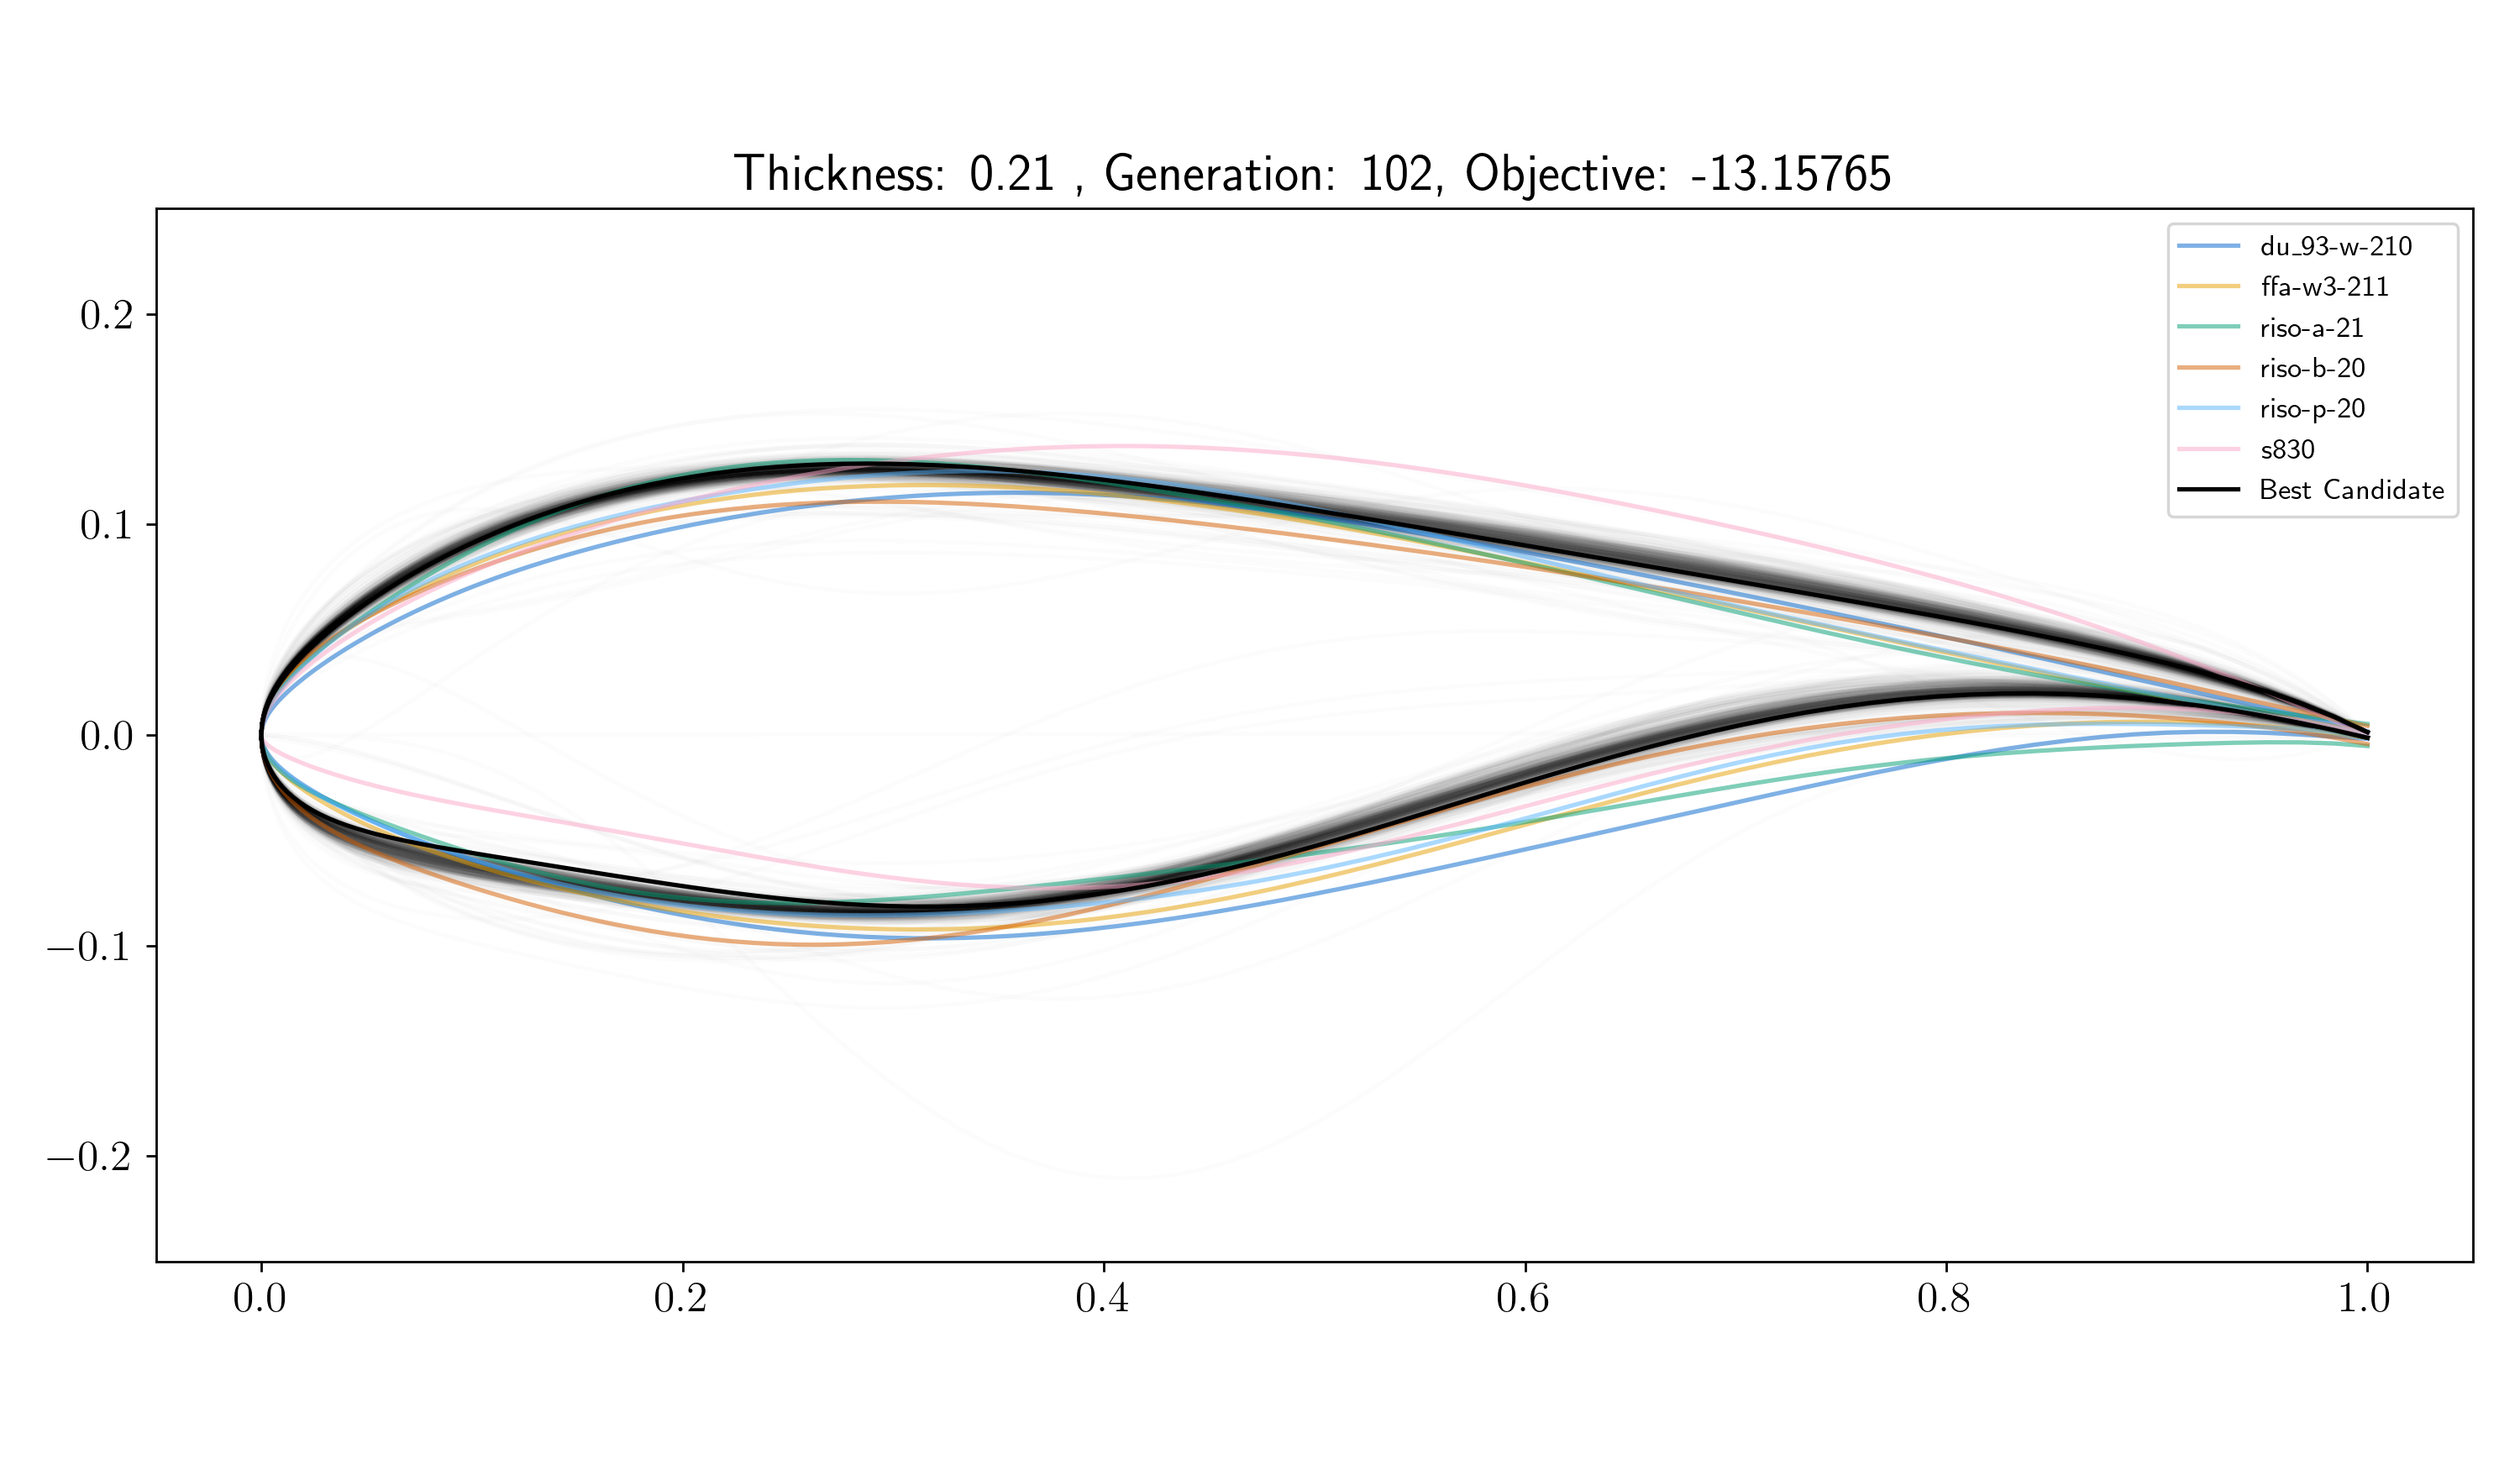 Thickness: 0.21 , Generation: 102, Objective: -13.15765
du_93-w-210
ffa-w3-211
riso-a-21
riso-b-20
riso-p-20
s830
Best Candidate
0.2
0.1
0.0
−0.1
−0.2
0.0 0.2 0.4 0.6 0.8 1.0